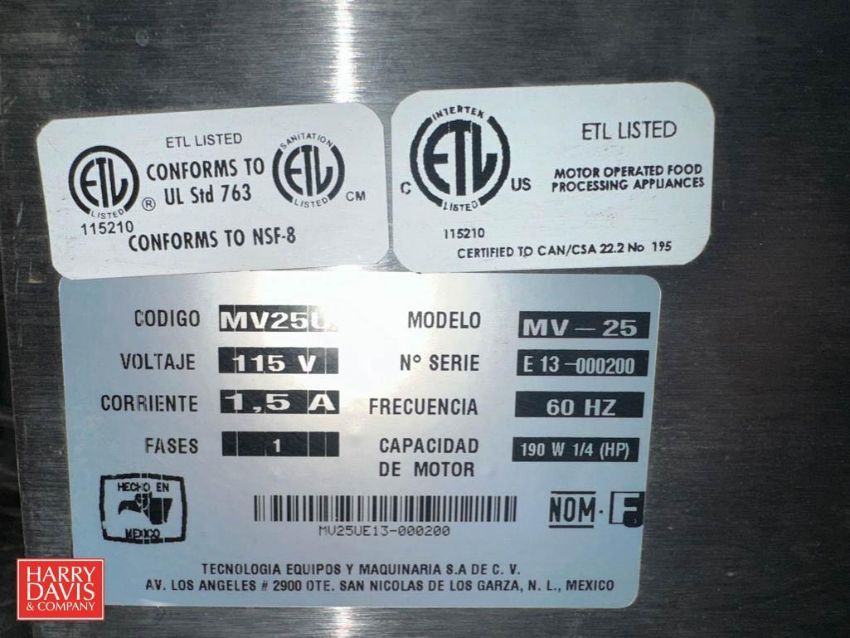 ETL LISTED
CONFORMS TO
UL Std 763
ETL
LISTED
®
115210
SANITATION
ETL
LISTED
CM
CONFORMS TO NSF-8
INTERTEK
ETL
LISTED
C
US
115210
ETL LISTED
MOTOR OPERATED FOOD
PROCESSING APPLIANCES
CERTIFIED TO CAN/CSA 22.2 No 195
CODIGO MV25U MODELO MV-25
VOLTAJE 115 V N° SERIE E 13-000200
CORRIENTE 1,5 A FRECUENCIA 60 HZ
FASES 1 CAPACIDAD DE MOTOR 190 W 1/4 (HP)
HECHO EN
MEXICO
MV25UE13-000200
NOM-E
TECNOLOGIA EQUIPOS Y MAQUINARIA S.A DE C. V.
AV. LOS ANGELES # 2900 OTE. SAN NICOLAS DE LOS GARZA, N. L., MEXICO
HARRY
DAVIS
& COMPANY